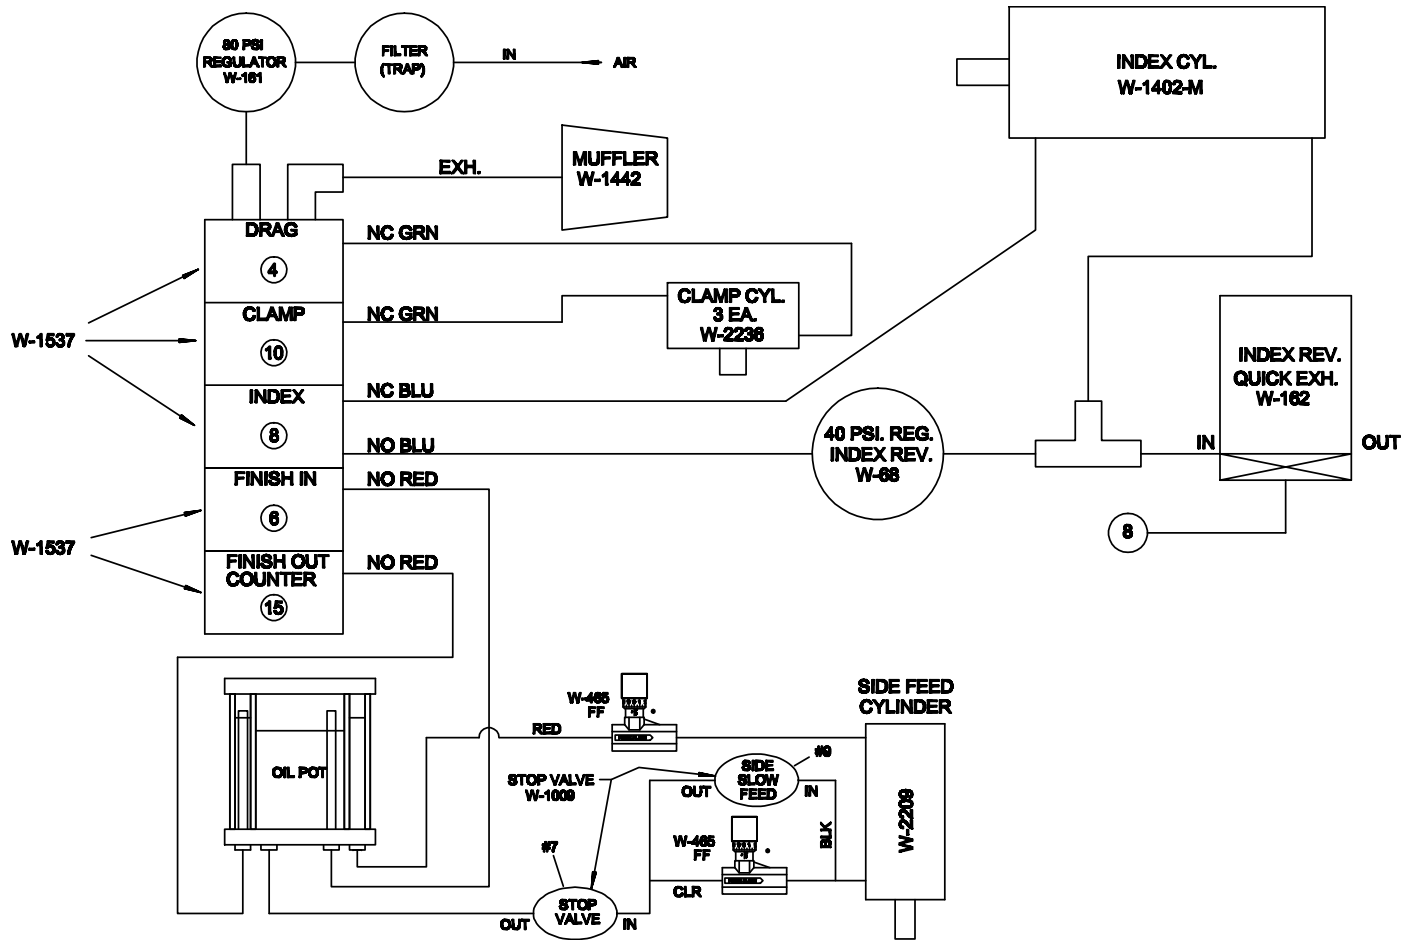 80 PSI
REGULATOR
W-161
FILTER
(TRAP)
IN
AIR
INDEX CYL.
W-1402-M
EXH.
MUFFLER
W-1442
DRAG
4
NC GRN
CLAMP
10
NC GRN
CLAMP CYL.
3 EA.
W-2236
W-1537
INDEX
8
NC BLU
NO BLU
40 PSI. REG.
INDEX REV.
W-68
IN
INDEX REV.
QUICK EXH.
W-162
OUT
8
FINISH IN
6
NO RED
W-1537
FINISH OUT
COUNTER
15
NO RED
OIL POT
RED
W-465
FF
SIDE FEED
CYLINDER
W-2209
STOP VALVE
W-1009
OUT
SIDE
SLOW
FEED
IN
#9
BLK
W-465
FF
CLR
#7
OUT
STOP
VALVE
IN